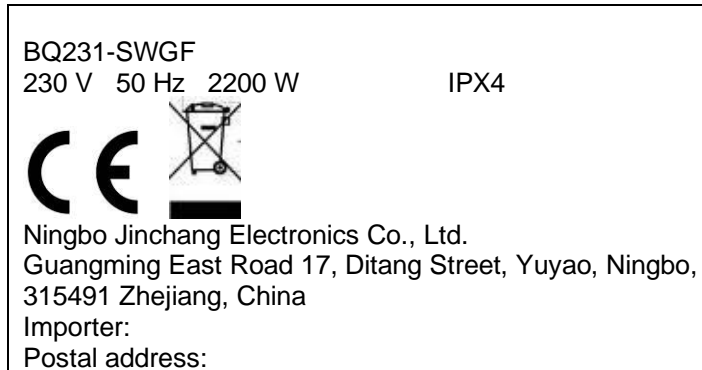 BQ231-SWGF
230 V 50 Hz 2200 W IPX4
CE
Ningbo Jinchang Electronics Co., Ltd.
Guangming East Road 17, Ditang Street, Yuyao, Ningbo,
315491 Zhejiang, China
Importer:
Postal address: